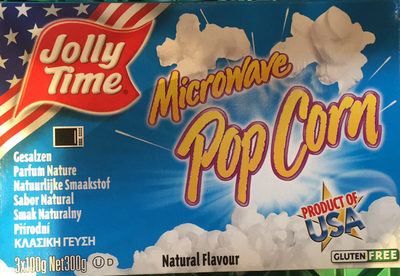 Jolly
Time®
Microwave
Pop Corn
Gesalzen
Parfum Nature
Natuurlijke Smaakstof
Sabor Natural
Smak Naturalny
Přírodní
ΚΛΑΣΙΚΗ ΓΕΥΣΗ
3x100g Net300g U D
Natural Flavour
PRODUCT OF
USA
GLUTEN FREE